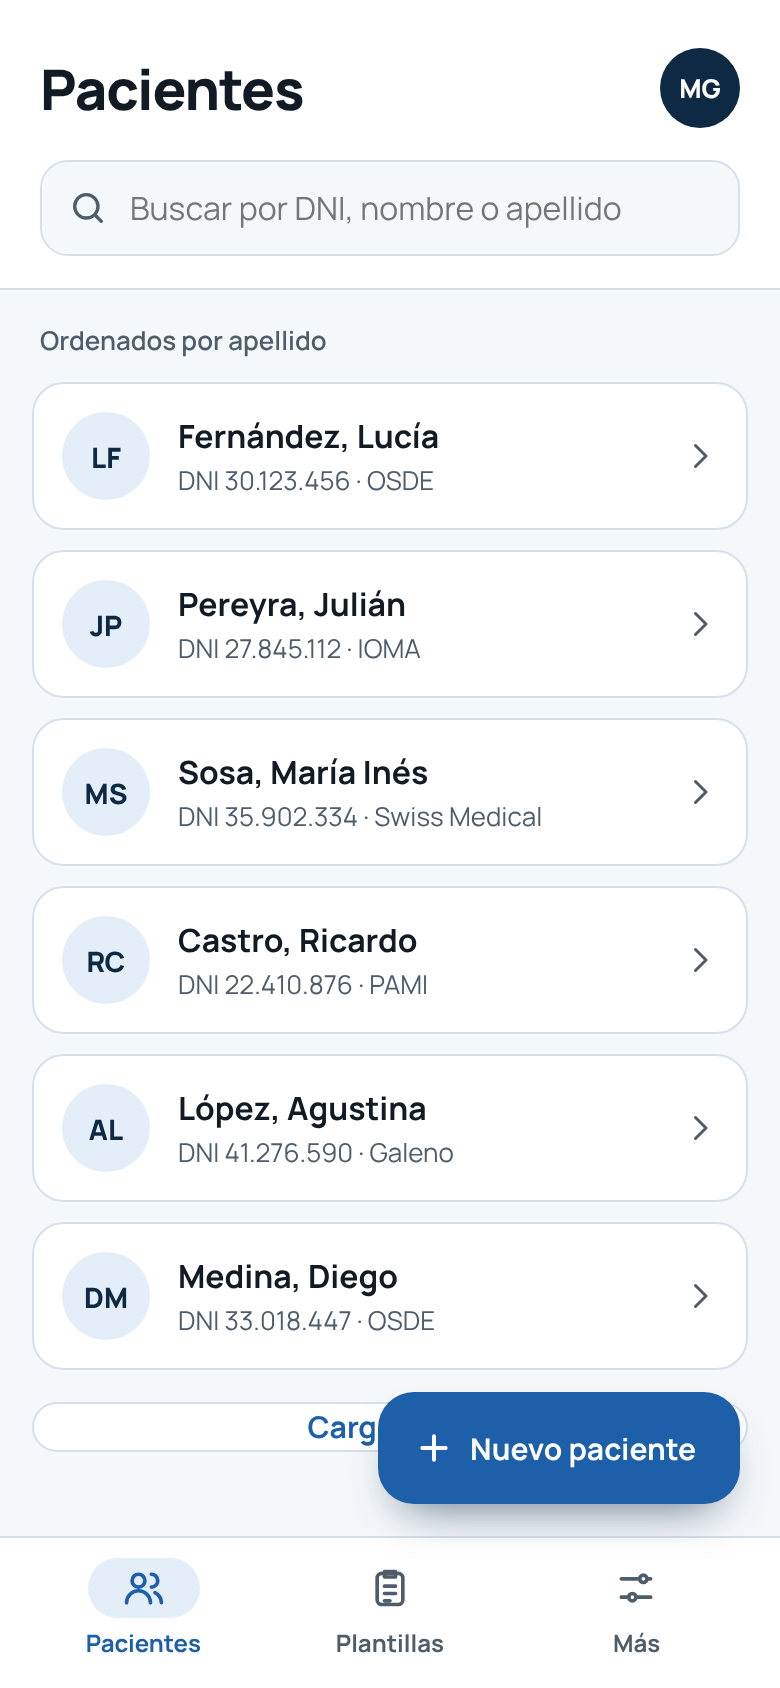 Pacientes
MG
Buscar por DNI, nombre o apellido
Ordenados por apellido
LF
Fernández, Lucía
DNI 30.123.456 · OSDE
JP
Pereyra, Julián
DNI 27.845.112 · IOMA
MS
Sosa, María Inés
DNI 35.902.334 · Swiss Medical
RC
Castro, Ricardo
DNI 22.410.876 · PAMI
AL
López, Agustina
DNI 41.276.590 · Galeno
DM
Medina, Diego
DNI 33.018.447 · OSDE
Carg
Nuevo paciente
Pacientes
Plantillas
Más